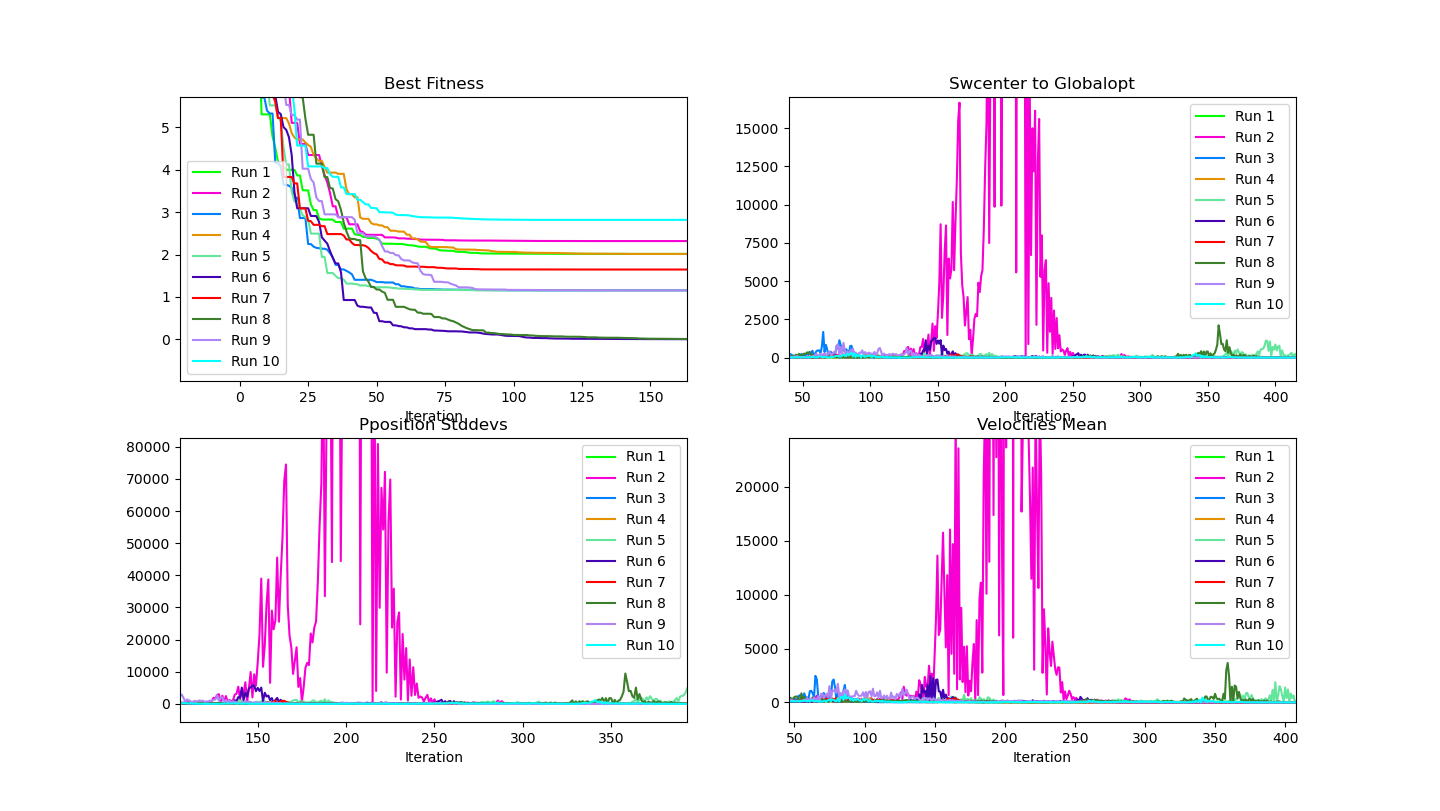 Best Fitness
5
4
3
2
1
0
Run 1
Run 2
Run 3
Run 4
Run 5
Run 6
Run 7
Run 8
Run 9
Run 10
0 25 50 75 100 125 150
Iteration
Swcenter to Globalopt
15000
12500
10000
7500
5000
2500
0
Run 1
Run 2
Run 3
Run 4
Run 5
Run 6
Run 7
Run 8
Run 9
Run 10
50 100 150 200 250 300 350 400
Iteration
Pposition Stddevs
80000
70000
60000
50000
40000
30000
20000
10000
0
Run 1
Run 2
Run 3
Run 4
Run 5
Run 6
Run 7
Run 8
Run 9
Run 10
150 200 250 300 350
Iteration
Velocities Mean
20000
15000
10000
5000
0
Run 1
Run 2
Run 3
Run 4
Run 5
Run 6
Run 7
Run 8
Run 9
Run 10
50 100 150 200 250 300 350 400
Iteration